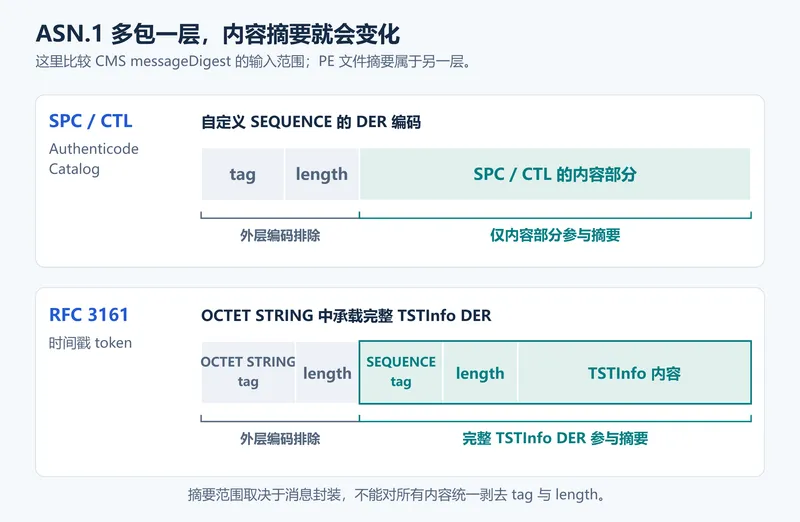 ASN.1 多包一层，内容摘要就会变化
这里比较 CMS messageDigest 的输入范围；PE 文件摘要属于另一层。
SPC / CTL
Authenticode
Catalog
自定义 SEQUENCE 的 DER 编码
tag
length
SPC / CTL 的内容部分
外层编码排除
仅内容部分参与摘要
RFC 3161
时间戳 token
OCTET STRING 中承载完整 TSTInfo DER
OCTET STRING
tag
length
SEQUENCE
tag
length
TSTInfo 内容
外层编码排除
完整 TSTInfo DER 参与摘要
摘要范围取决于消息封装，不能对所有内容统一剥去 tag 与 length。